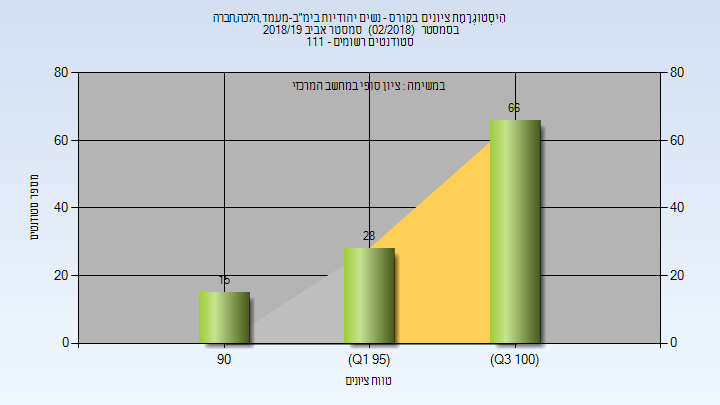 היסטוגרמת ציונים בקורס - נשים יהודיות בימ"ב-מעמד,הלכה,חברה
בסמסטר (02/2018) סמסטר אביב 2018/19
סטודנטים רשומים - 111
במשימה : ציון סופי במחשב המרכזי
80 80
66
60 60
מספר סטודנטים
40 40
28
20 20
15
0 0
90 (Q1 95) (Q3 100)
טווח ציונים